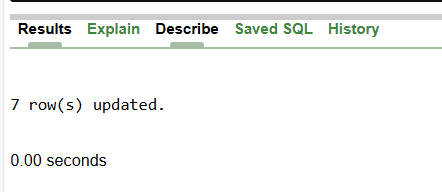 Results Explain Describe Saved SQL History
7 row(s) updated.
0.00 seconds